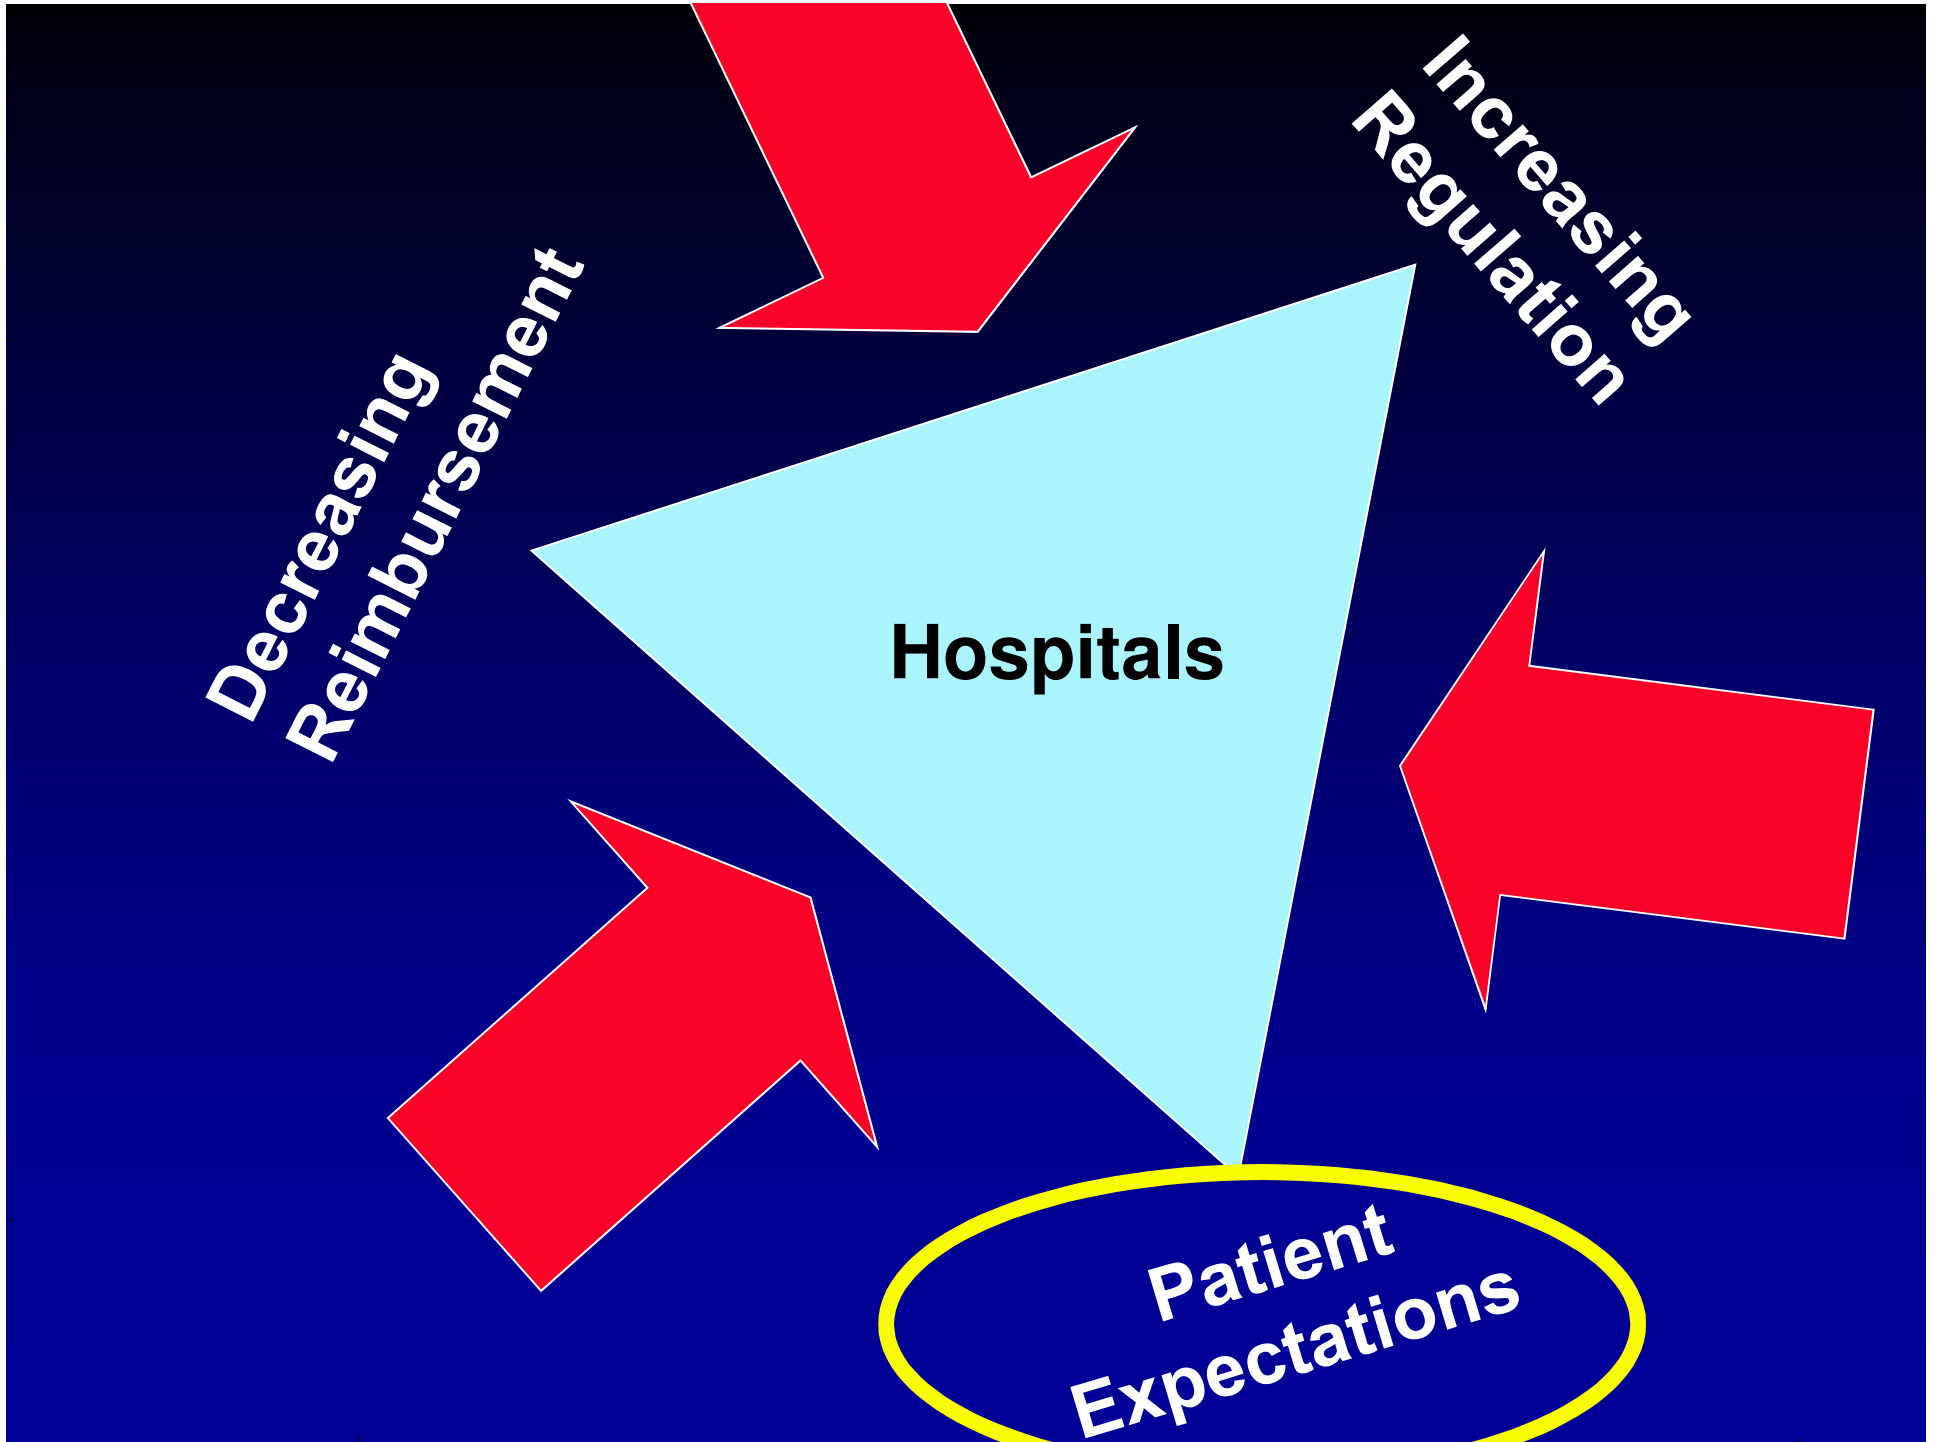 Increasing
Regulation
Decreasing
Reimbursement
Hospitals
Patient
Expectations